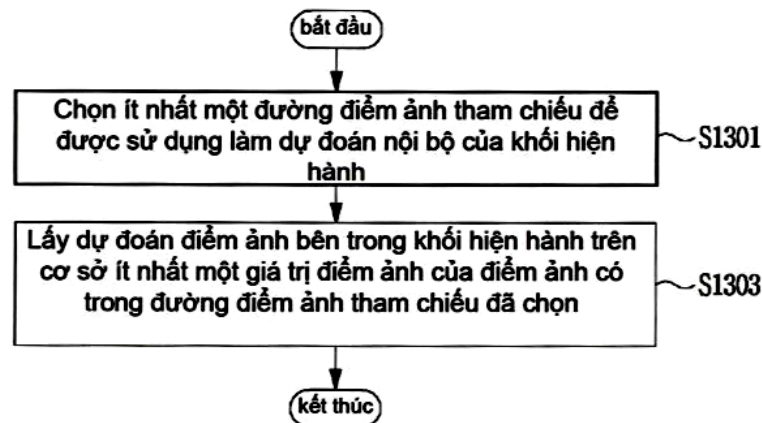 bắt đầu
Chọn ít nhất một đường điểm ảnh tham chiếu để
được sử dụng làm dự đoán nội bộ của khối hiện
hành
S1301
Lấy dự đoán điểm ảnh bên trong khối hiện hành trên
cơ sở ít nhất một giá trị điểm ảnh của điểm ảnh có
trong đường điểm ảnh tham chiếu đã chọn
S1303
kết thúc